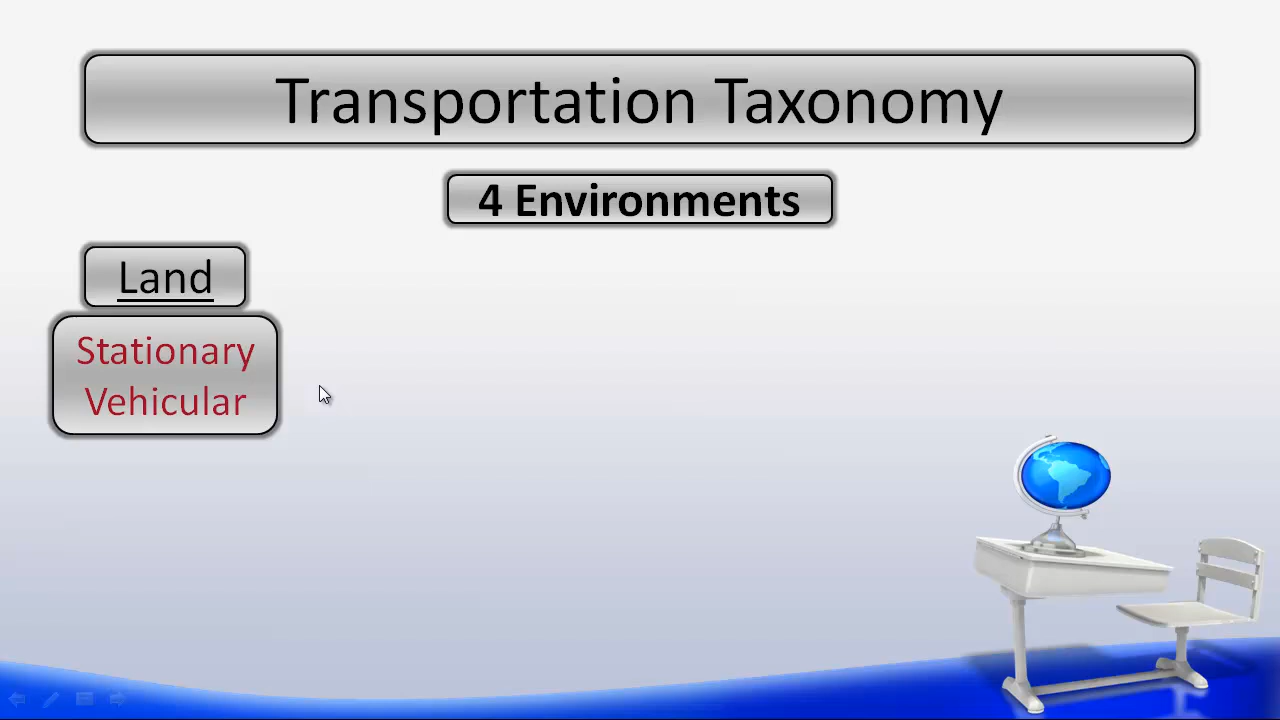 Transportation Taxonomy
4 Environments
Land
Stationary
Vehicular